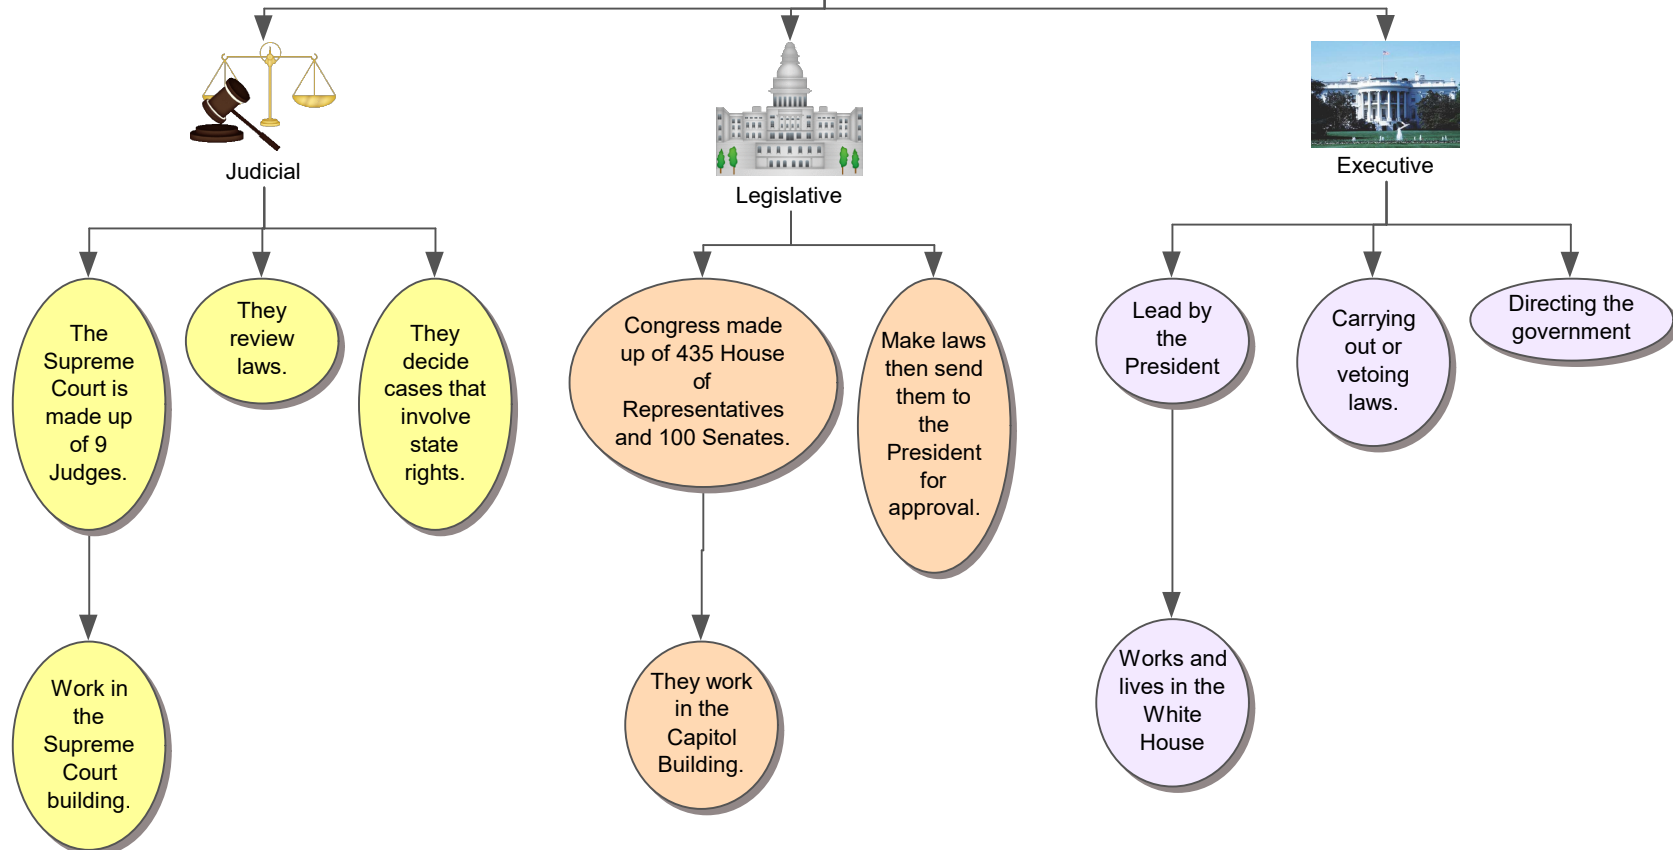 Judicial
Legislative
Executive
The
Supreme
Court is
made up
of 9
Judges.
They
review
laws.
They
decide
cases that
involve
state
rights.
Congress made
up of 435 House
of
Representatives
and 100 Senates.
Make laws
then send
them to
the
President
for
approval.
Lead by
the
President
Carrying
out or
vetoing
laws.
Directing the
government
Work in
the
Supreme
Court
building.
They work
in the
Capitol
Building.
Works and
lives in the
White
House